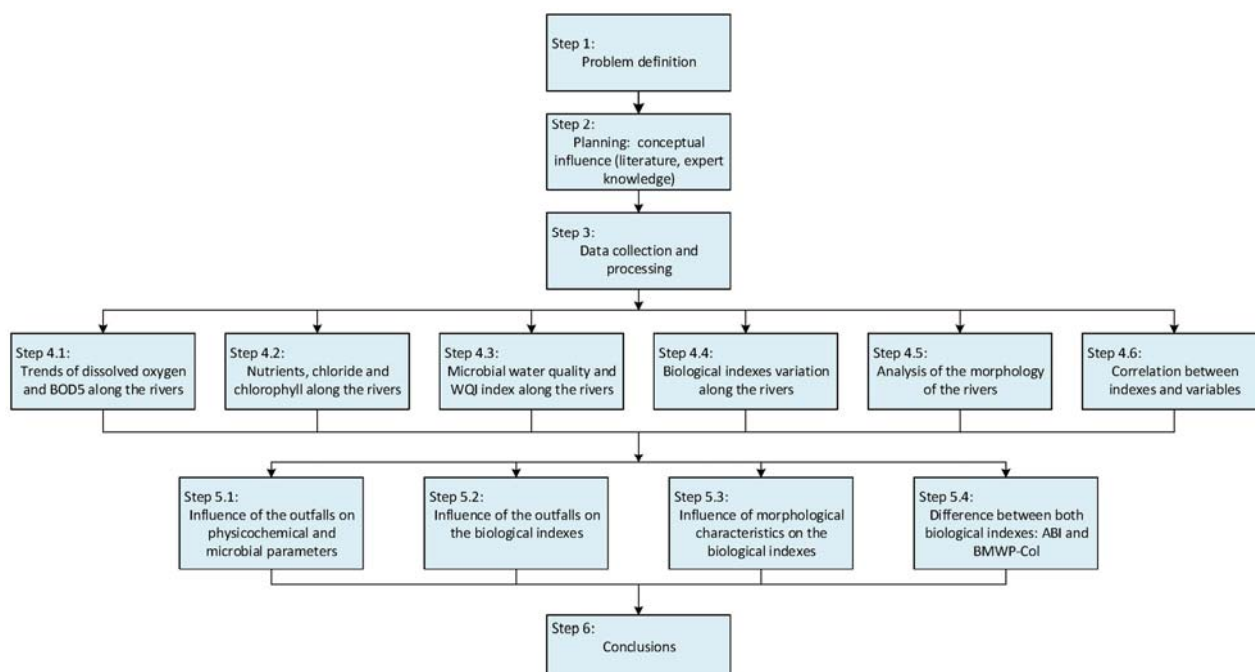 Step 1:
Problem definition
Step 2:
Planning: conceptual
influence (literature, expert
knowledge)
Step 3:
Data collection and
processing
Step 4.1:
Trends of dissolved oxygen
and BOD5 along the rivers
Step 4.2:
Nutrients, chloride and
chlorophyll along the rivers
Step 4.3:
Microbial water quality and
WQI index along the rivers
Step 4.4:
Biological indexes variation
along the rivers
Step 4.5:
Analysis of the morphology
of the rivers
Step 4.6:
Correlation between
indexes and variables
Step 5.1:
Influence of the outfalls on
physicochemical and
microbial parameters
Step 5.2:
Influence of the outfalls on
the biological indexes
Step 5.3:
Influence of morphological
characteristics on the
biological indexes
Step 5.4:
Difference between both
biological indexes: ABI and
BMWP-Col
Step 6:
Conclusions